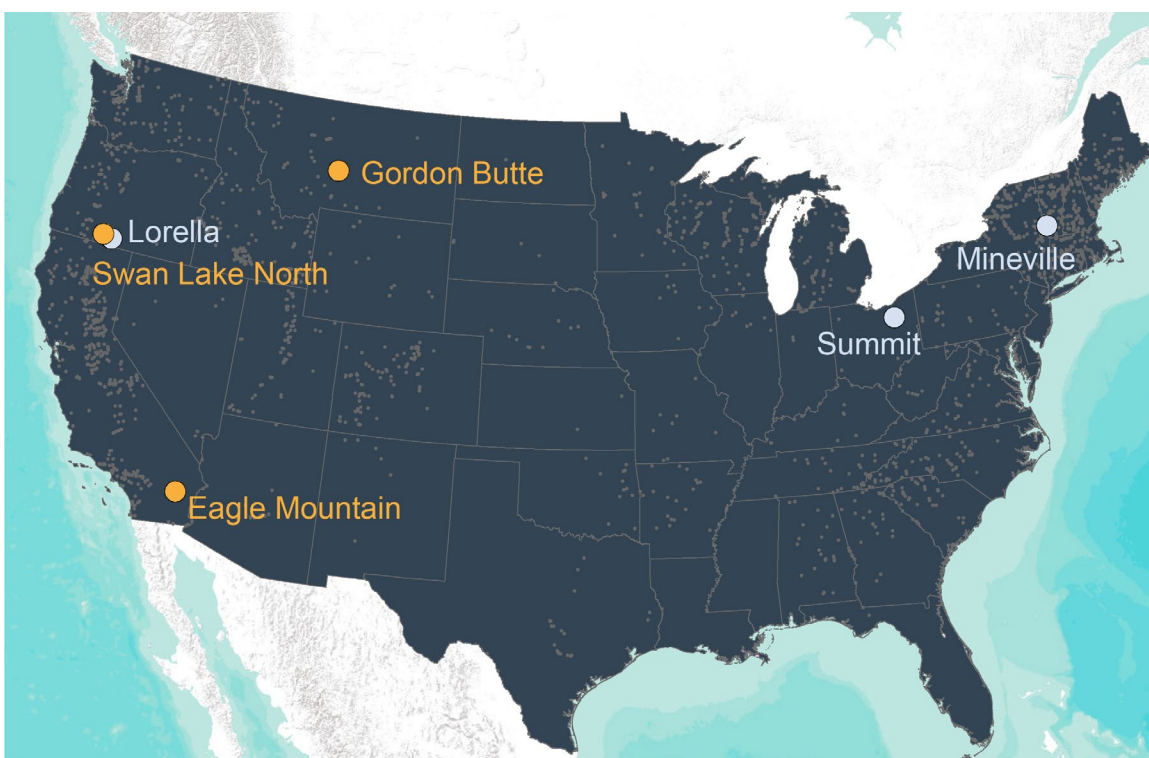 Gordon Butte
Lorella
Swan Lake North
Mineville
Summit
Eagle Mountain